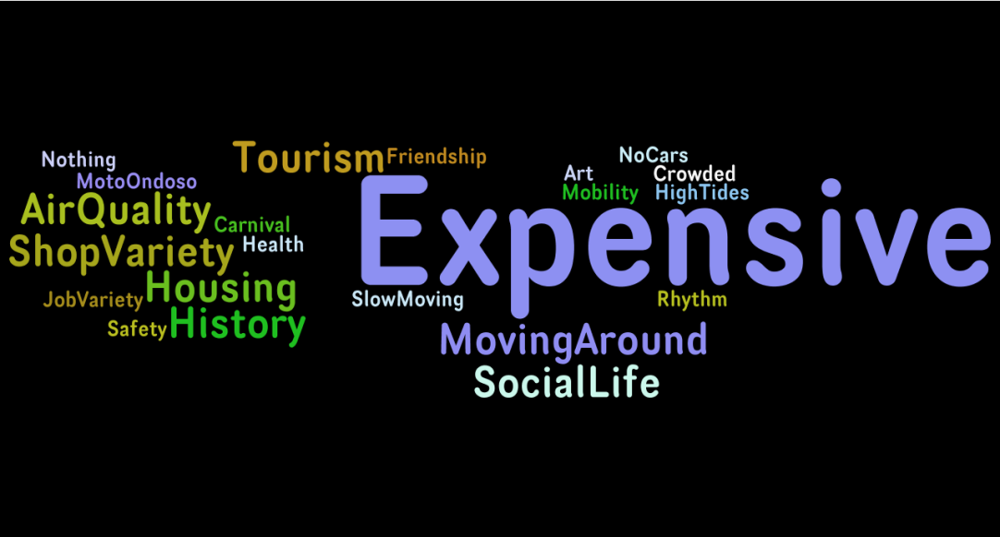 Nothing
MotoOndoso
AirQuality
Carnival
ShopVariety
Health
Housing
JobVariety
History
Safety
Tourism
Friendship
Expensive
NoCars
Art
Crowded
Mobility
HighTides
SlowMoving
Rhythm
MovingAround
SocialLife